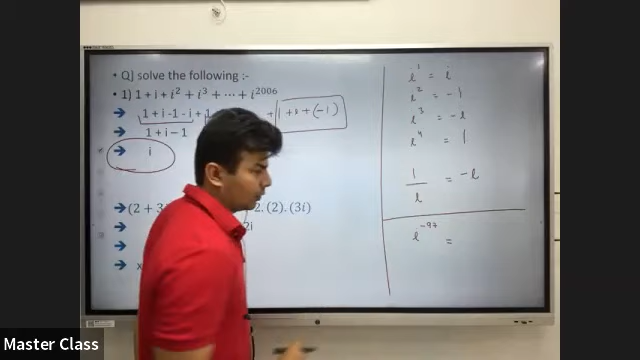 • Q] solve the following :-
• 1) 1 + i + i² + i³ + ⋯ + i²⁰⁰⁶
1 + i - 1 - i + 1 + i + (-i)
1 + i − 1
i
(2 + 3 2. (2). (3i)
2i
x
i¹ = i
i² = -1
i³ = -i
i⁴ = 1
1/i = -i
i⁻⁹⁷ =
Master Class